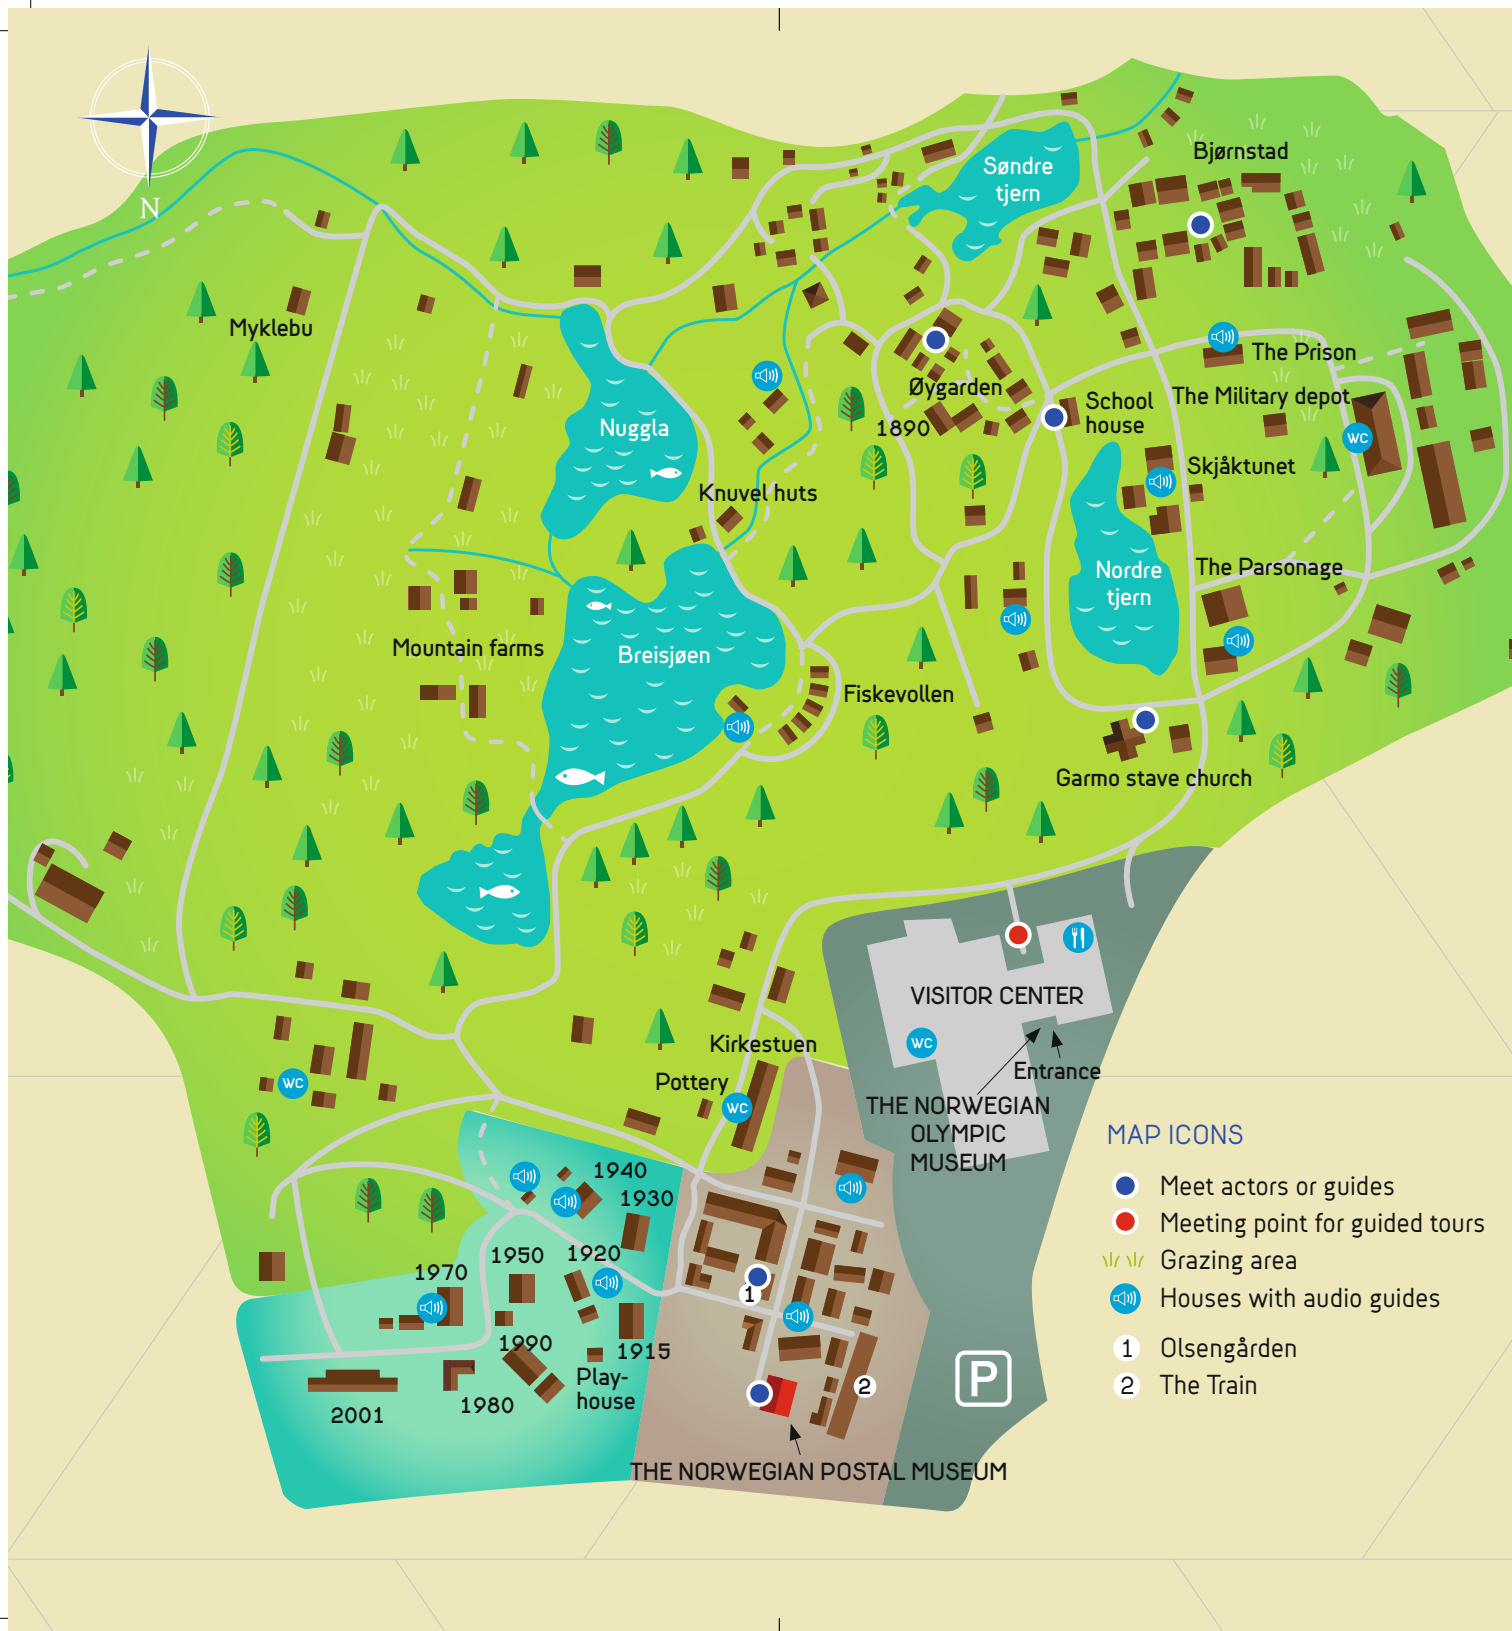 N
Søndre
tjern
Bjørnstad
Myklebu
The Prison
Øygarden
The Military depot
School
house
1890
Nuggla
WC
Skjåktunet
Knuvel huts
Nordre
tjern
The Parsonage
Mountain farms
Breisjøen
Fiskevollen
Garmo stave church
VISITOR CENTER
WC
Kirkestuen
Entrance
Pottery
WC
WC
THE NORWEGIAN
OLYMPIC
MUSEUM
MAP ICONS
Meet actors or guides
Meeting point for guided tours
Grazing area
Houses with audio guides
1 Olsengården
2 The Train
1940
1930
1950
1920
1970
1
1990
1915
Play-
house
1980
2001
2
P
THE NORWEGIAN POSTAL MUSEUM